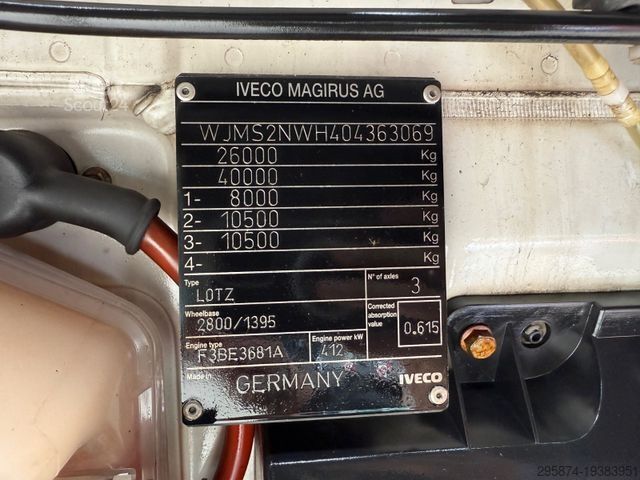 IVECO MAGIRUS AG
WJMS2NWH404363069
26000 Kg
40000 Kg
1- 8000 Kg
2- 10500 Kg
3- 10500 Kg
4- Kg
Type
LOTZ
N° of axles
3
Wheelbase
2800/1395
Corrected absorption value
0.615
Engine type
F3BE3681A
Engine power kW
412
Made in
GERMANY
IVECO
295874-19383951